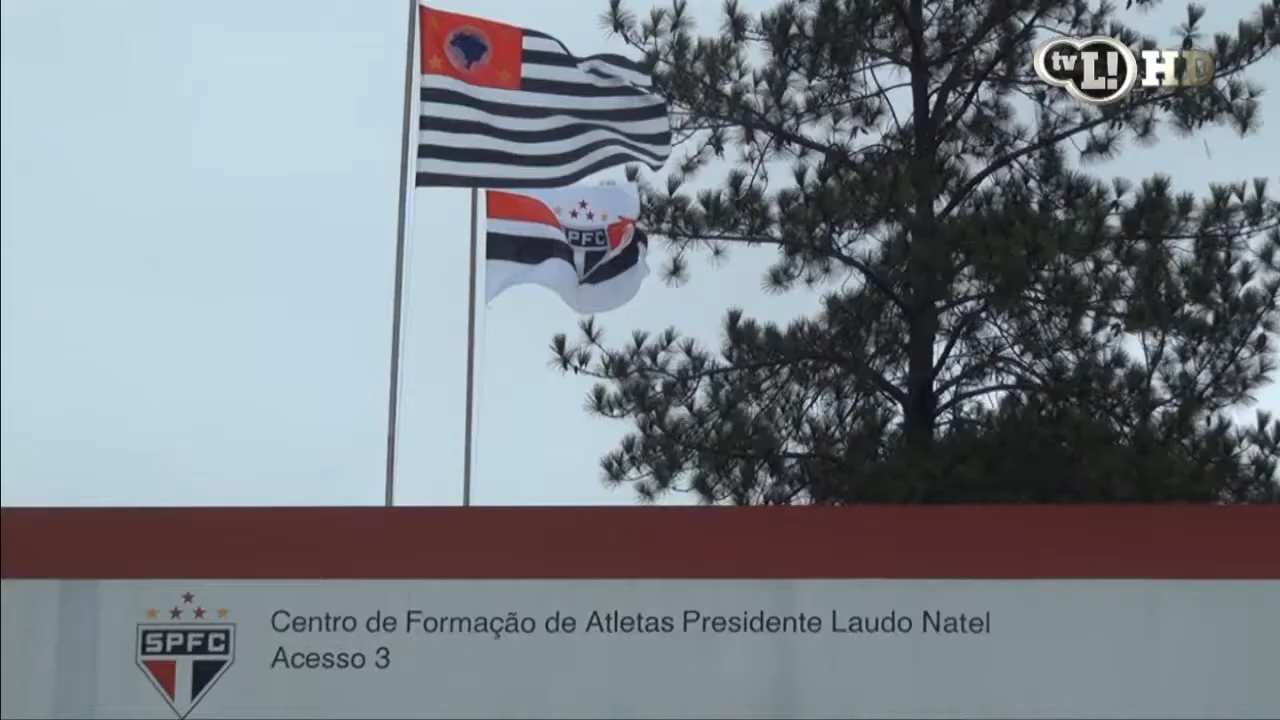 tv L! HD
SPFC
SPFC
Centro de Formação de Atletas Presidente Laudo Natel
Acesso 3